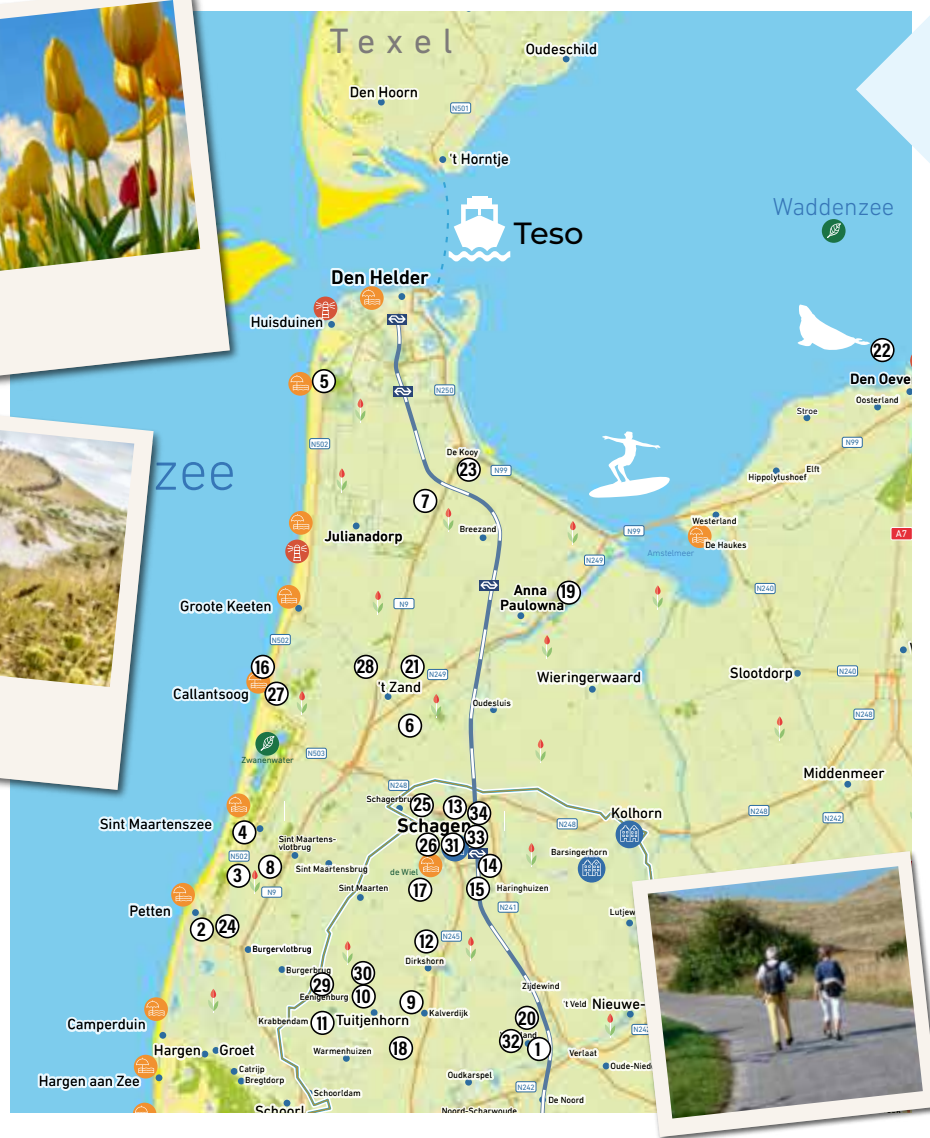 Texel
Oudeschild
Den Hoorn
N501
't Horntje
Waddenzee
Teso
Den Helder
Huisduinen
22
Den Oeve
5
N250
Oosterland
Stroe
N502
N99
zee
De Kooy
23
N99
Elft
Hippolytushoef
7
Westerland
Julianadorp
Breezand
N99
De Haukes
A7
Amstelmeer
N249
Anna
Paulowna
19
N240
Groote Keeten
N9
N502
16
28
21
N249
Callantsoog
27
't Zand
Wieringerwaard
Slootdorp
N240
Oudesluis
6
N248
Zwanenwater
N503
Middenmeer
N248
Schagerbru
25
13
34
Kolhorn
N248
N242
Sint Maartenszee
4
Schagen
33
N248
26
31
Sint Maartens-
vlotbrug
Barsingerhorn
N502
8
Sint Maartensbrug
de Wiel
14
3
N9
Sint Maarten
17
15
Haringhuizen
N241
Petten
Lutjew
2
24
12
N245
Burgervlotbrug
Dirkshorn
Burgerbrug
30
29
Zijdewind
Eenigenburg
10
9
't Veld
Nieuwe-
Camperduin
Krabbendam
11
Tuitjenhorn
Kalverdijk
20
N242
32
1
Hargen
Groet
Warmenhuizen
18
Verlaat
Catrijp
Oude-Nied
Hargen aan Zee
Bregtdorp
Oudkarspel
Schoorldam
N242
De Noord
Schoorl
Noord-Scharwoude